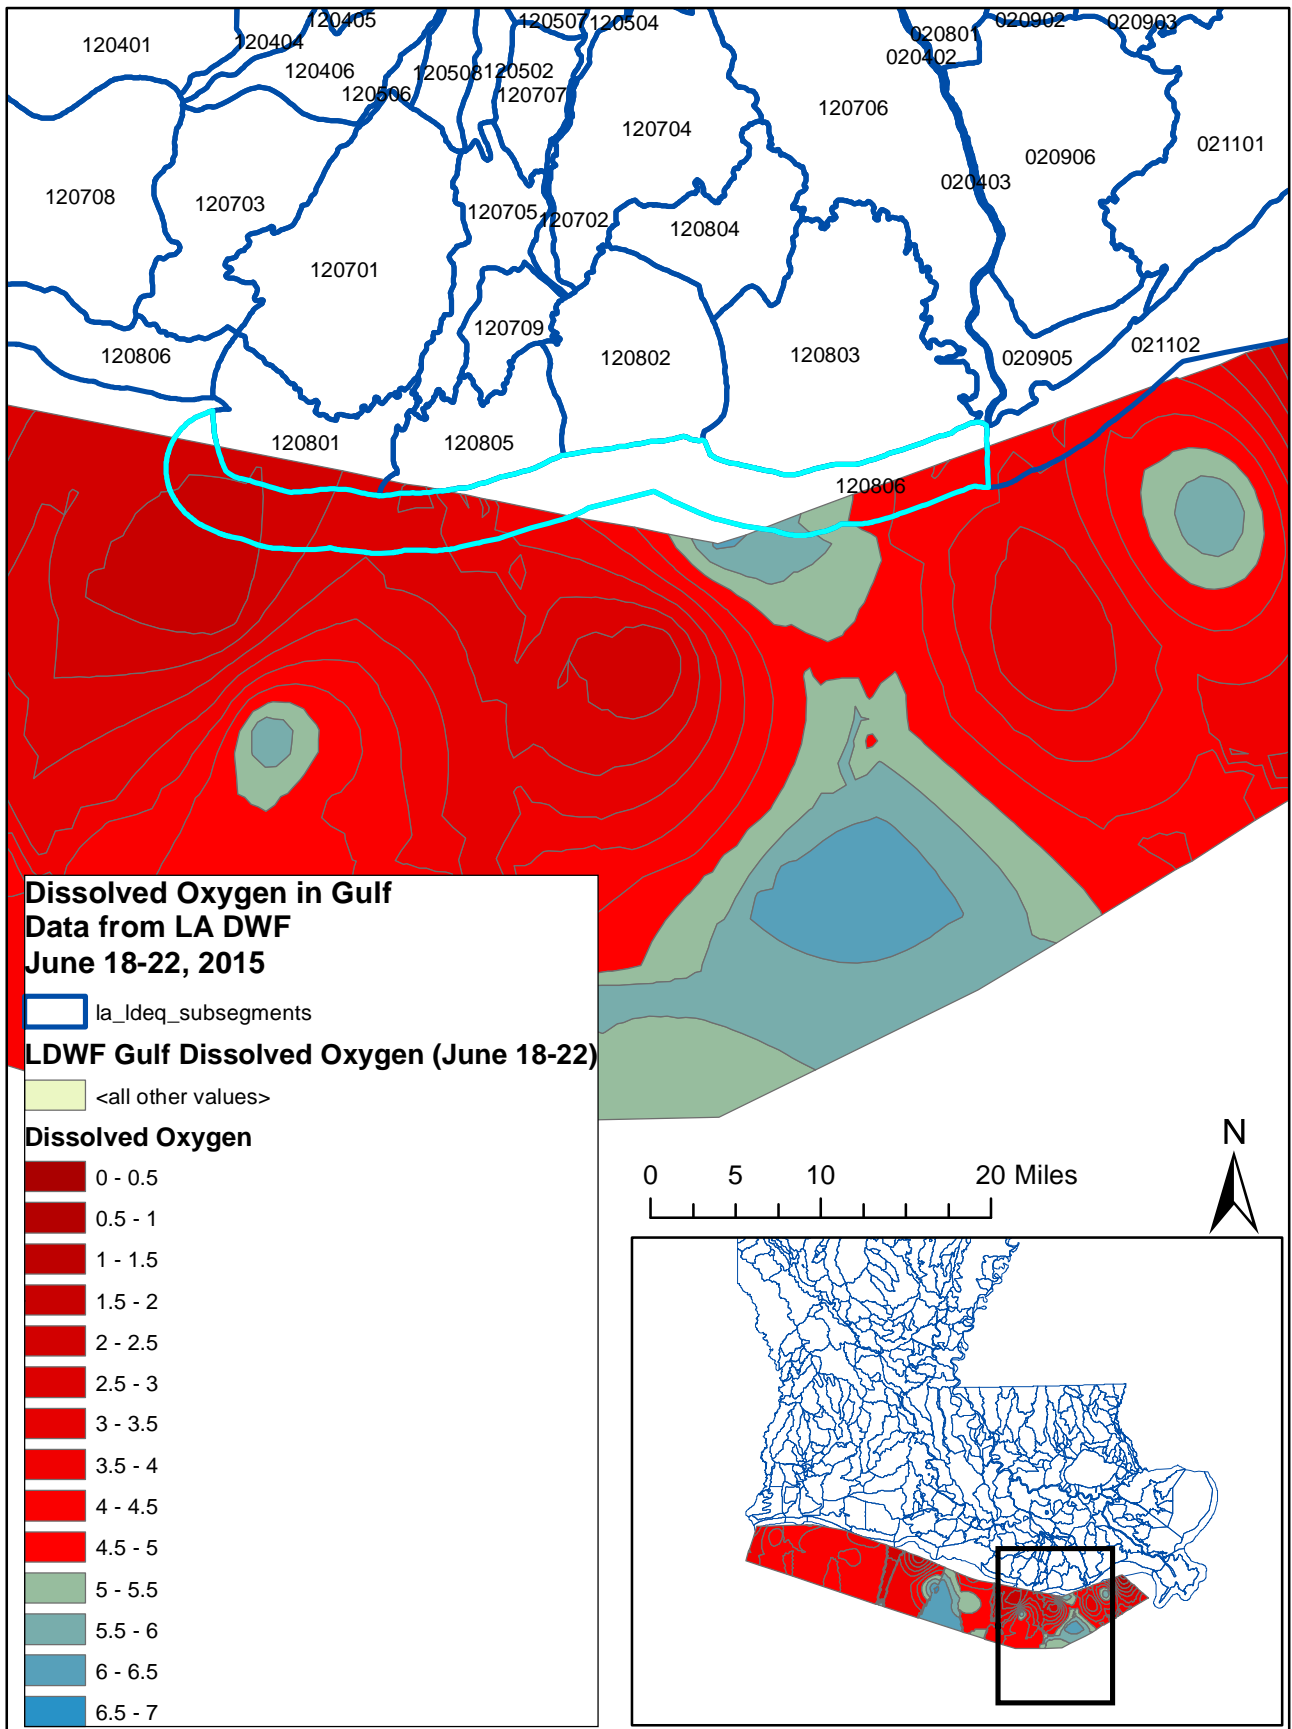 120405
120507
120504
020902
020903
120401
120404
020801
020402
120406
120508
120502
120506
120707
120706
120704
021101
020906
020403
120708
120703
120705
120702
120804
120701
120709
120802
120803
020905
021102
120806
120801
120805
120806
Dissolved Oxygen in Gulf
Data from LA DWF
June 18-22, 2015
la_ldeq_subsegments
LDWF Gulf Dissolved Oxygen (June 18-22)
<all other values>
Dissolved Oxygen
0 - 0.5
0.5 - 1
1 - 1.5
1.5 - 2
2 - 2.5
2.5 - 3
3 - 3.5
3.5 - 4
4 - 4.5
4.5 - 5
5 - 5.5
5.5 - 6
6 - 6.5
6.5 - 7
N
0 5 10 20 Miles